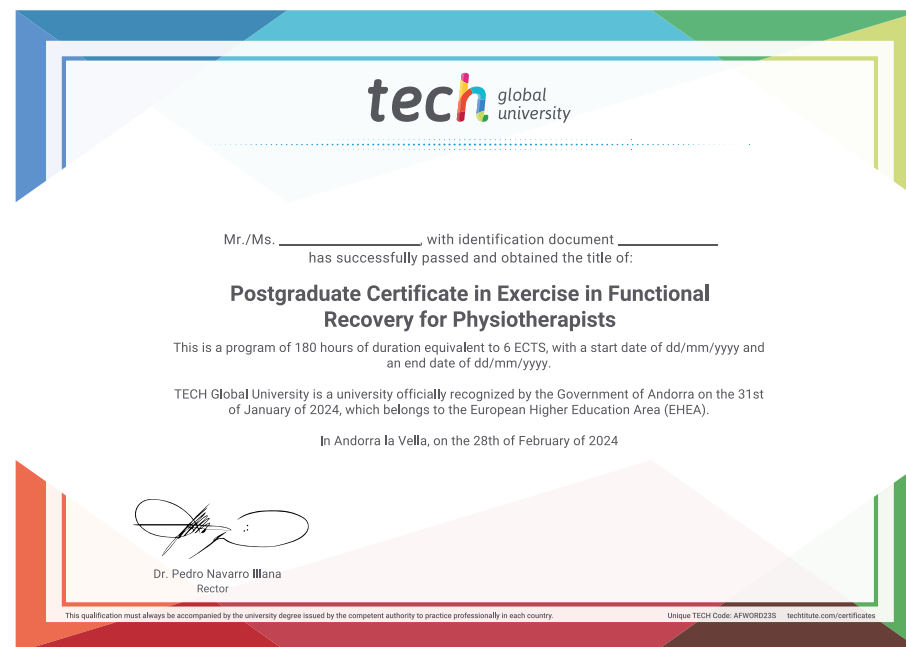 tech global
university
Mr./Ms. ____________________, with identification document ______________
has successfully passed and obtained the title of:
Postgraduate Certificate in Exercise in Functional
Recovery for Physiotherapists
This is a program of 180 hours of duration equivalent to 6 ECTS, with a start date of dd/mm/yyyy and
an end date of dd/mm/yyyy.
TECH Global University is a university officially recognized by the Government of Andorra on the 31st
of January of 2024, which belongs to the European Higher Education Area (EHEA).
In Andorra la Vella, on the 28th of February of 2024
Dr. Pedro Navarro Illana
Rector
This qualification must always be accompanied by the university degree issued by the competent authority to practice professionally in each country. Unique TECH Code: AFWORD23S techtitute.com/certificates